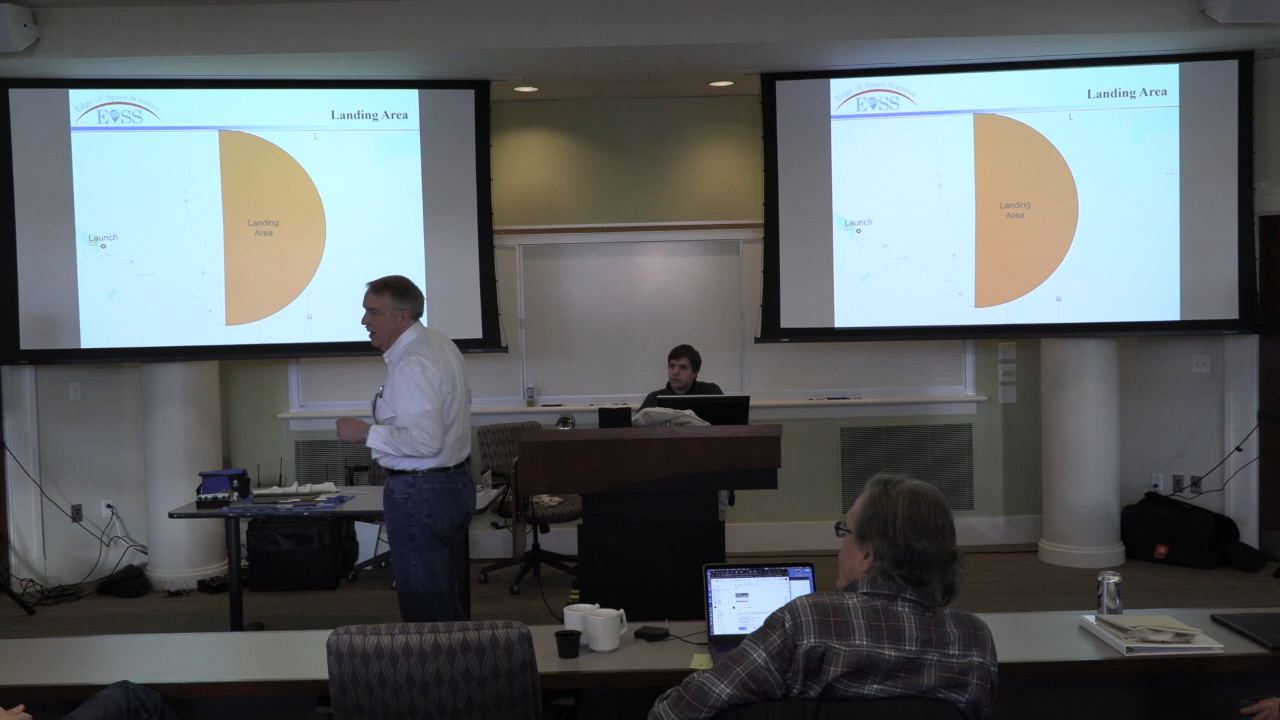 Edge of Space Sciences
EOSS
Landing Area
L
Launch
Landing
Area
Edge of Space Sciences
EOSS
Landing Area
L
Launch
Landing
Area
JBL